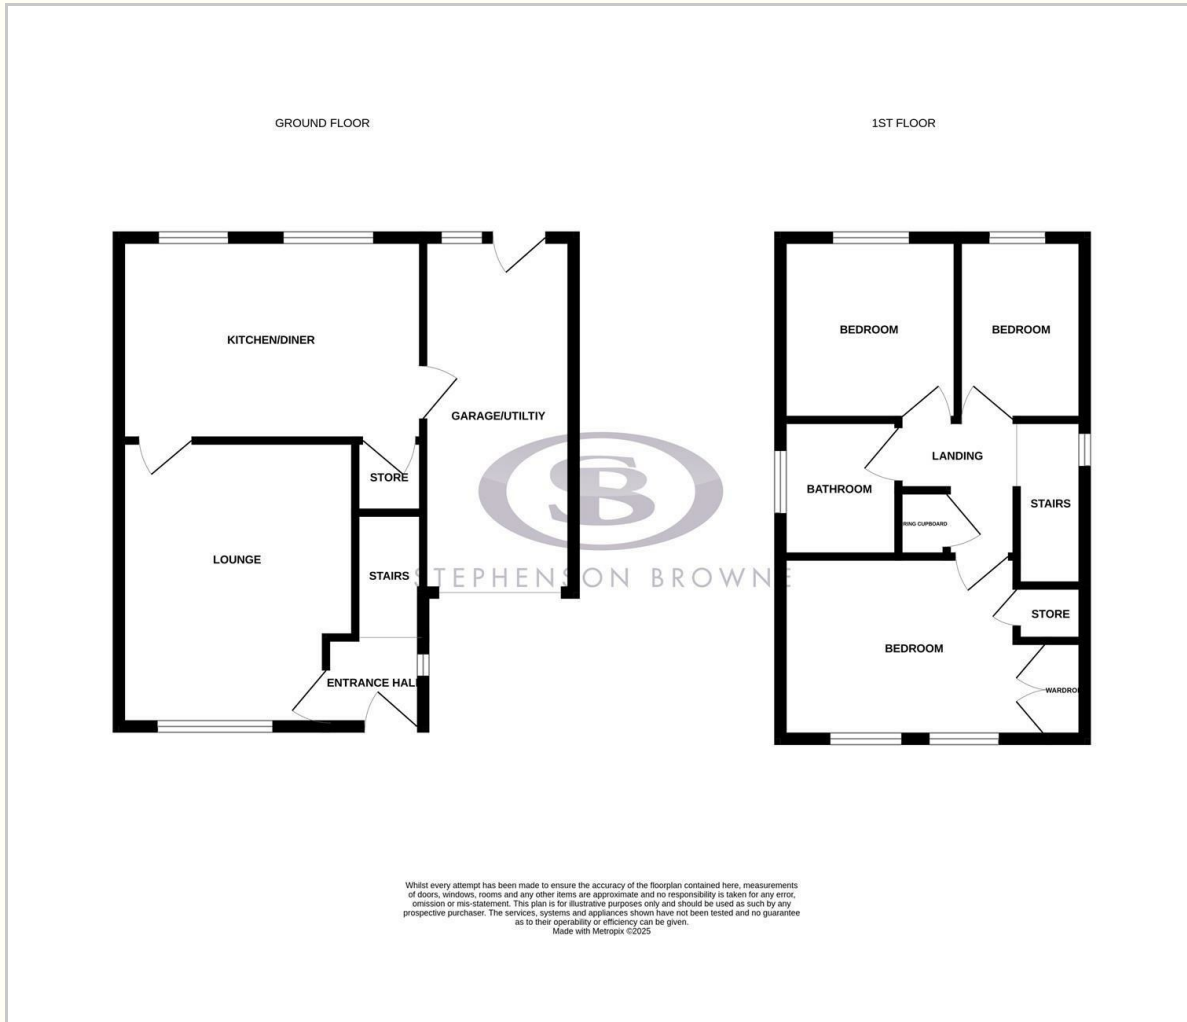 GROUND FLOOR
1ST FLOOR
KITCHEN/DINER
GARAGE/UTILTIY
STORE
LOUNGE
STAIRS
ENTRANCE HALL
BEDROOM
BEDROOM
LANDING
BATHROOM
STAIRS
RING CUPBOARD
STORE
BEDROOM
WARDRO
SB
STEPHENSON BROWNE
Whilst every attempt has been made to ensure the accuracy of the floorplan contained here, measurements
of doors, windows, rooms and any other items are approximate and no responsibility is taken for any error,
omission or mis-statement. This plan is for illustrative purposes only and should be used as such by any
prospective purchaser. The services, systems and appliances shown have not been tested and no guarantee
as to their operability or efficiency can be given.
Made with Metropix ©2025